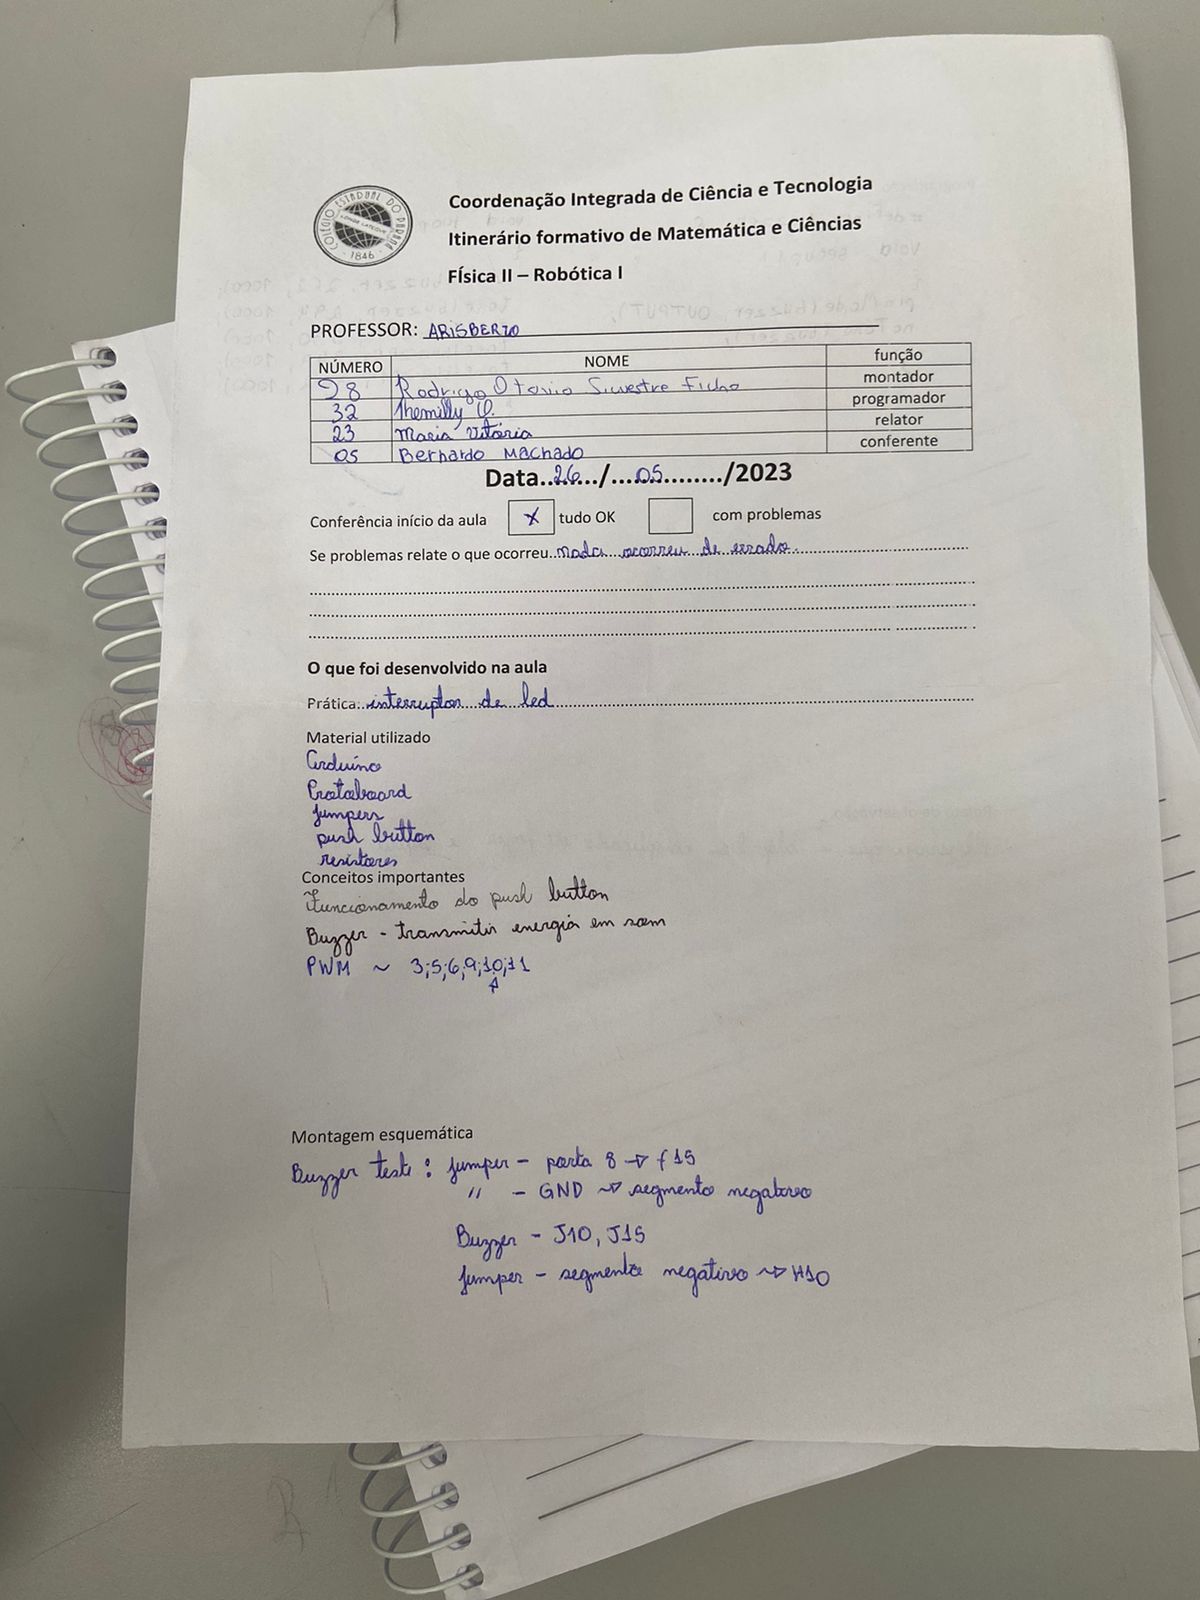 Coordenação Integrada de Ciência e Tecnologia
Itinerário formativo de Matemática e Ciências
Física II – Robótica I
COLÉGIO ESTADUAL DO PARANÁ
1846
PROFESSOR: ARISBERTO
NÚMERO NOME função
28 Rodrigo Otavio Silvestre Filho montador
32 Themilly O. programador
23 Maria Vitória relator
05 Bernardo Machado conferente
Data..26..../....05......../2023
Conferência início da aula x tudo OK com problemas
Se problemas relate o que ocorreu..nada ocorreu de errado.
O que foi desenvolvido na aula
Prática:..interruptor de led
Material utilizado
Arduino
Protoboard
jumpers
push button
resistores
Conceitos importantes
Funcionamento do push button
Buzzer - transmitir energia em som
PWM ~ 3;5;6;9;10;11
Montagem esquemática
Buzzer teste: jumper - porta 8 → f15
" - GND → segmento negativo
Buzzer - J10, J15
jumper - segmento negativo → H10